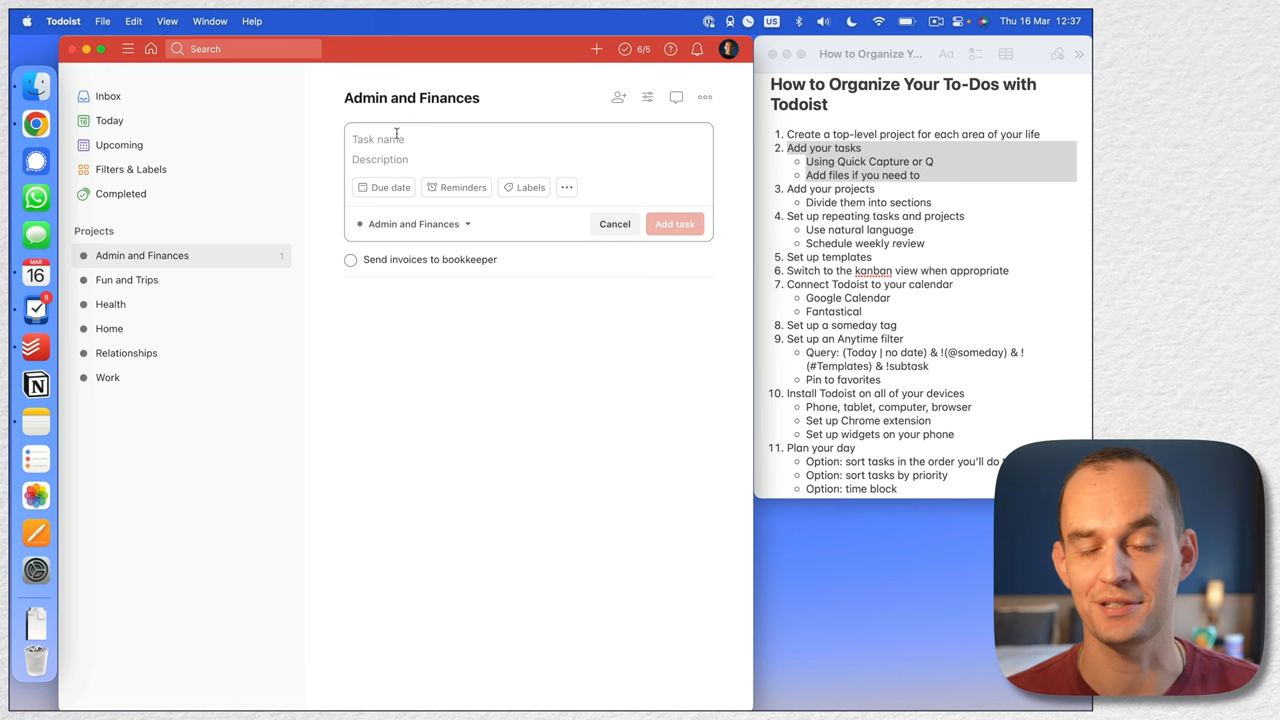 Todoist File Edit View Window Help
US
Thu 16 Mar 12:37
Search
6/5
Inbox
16
Today
Upcoming
Filters & Labels
Completed
Projects
Admin and Finances 1
Fun and Trips
Health
Home
Relationships
Work
MAR
16
8
Admin and Finances
Task name
Description
Due date
Reminders
Labels
Admin and Finances
Cancel
Add task
Send invoices to bookkeeper
How to Organize Y...
Aa
How to Organize Your To-Dos with
Todoist
1. Create a top-level project for each area of your life
2. Add your tasks
Using Quick Capture or Q
Add files if you need to
3. Add your projects
Divide them into sections
4. Set up repeating tasks and projects
Use natural language
Schedule weekly review
5. Set up templates
6. Switch to the kanban view when appropriate
7. Connect Todoist to your calendar
Google Calendar
Fantastical
8. Set up a someday tag
9. Set up an Anytime filter
Query: (Today | no date) & !(@someday) & !
(#Templates) & !subtask
Pin to favorites
10. Install Todoist on all of your devices
Phone, tablet, computer, browser
Set up Chrome extension
Set up widgets on your phone
11. Plan your day
Option: sort tasks in the order you'll do
Option: sort tasks by priority
Option: time block